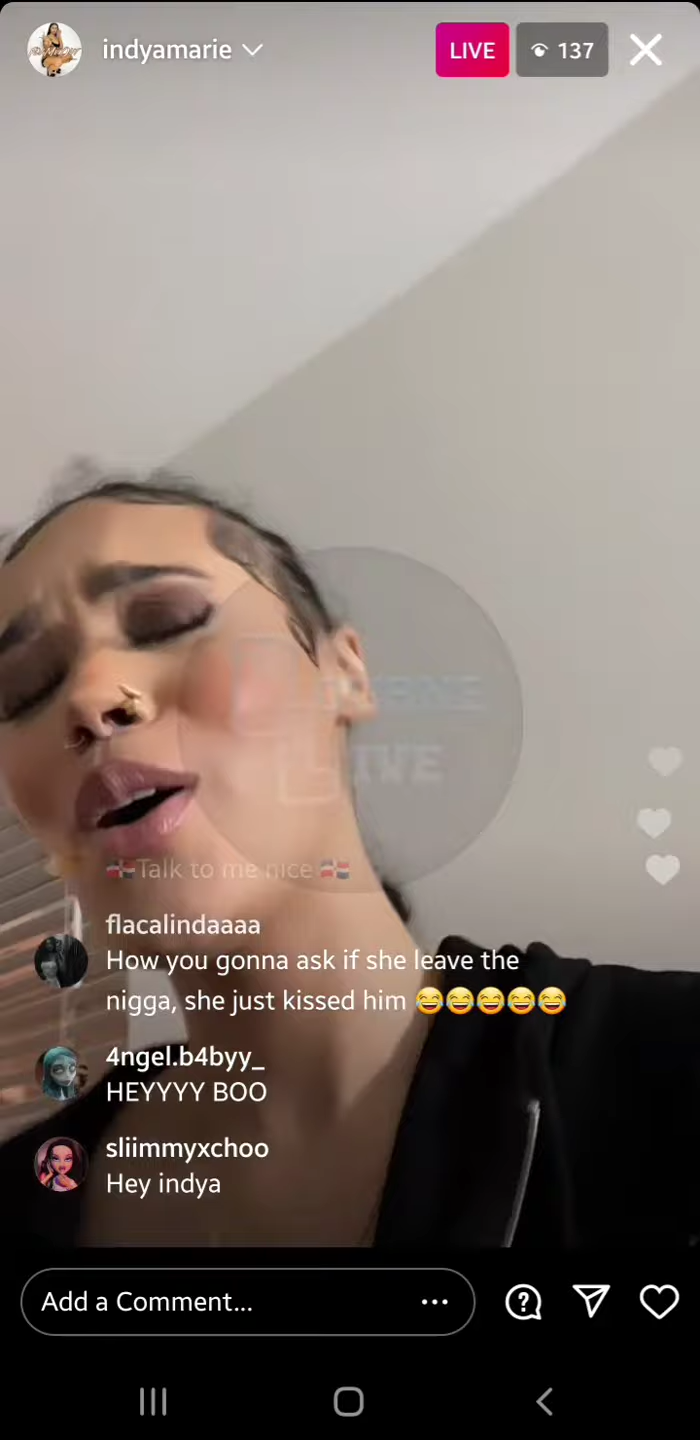 indyamarie
LIVE
137
LIVE
🇩🇴Talk to me nice🇩🇴
flacalindaaaa
How you gonna ask if she leave the
nigga, she just kissed him 😂😂😂😂😂
4ngel.b4byy_
HEYYYY BOO
sliimmyxchoo
Hey indya
Add a Comment...